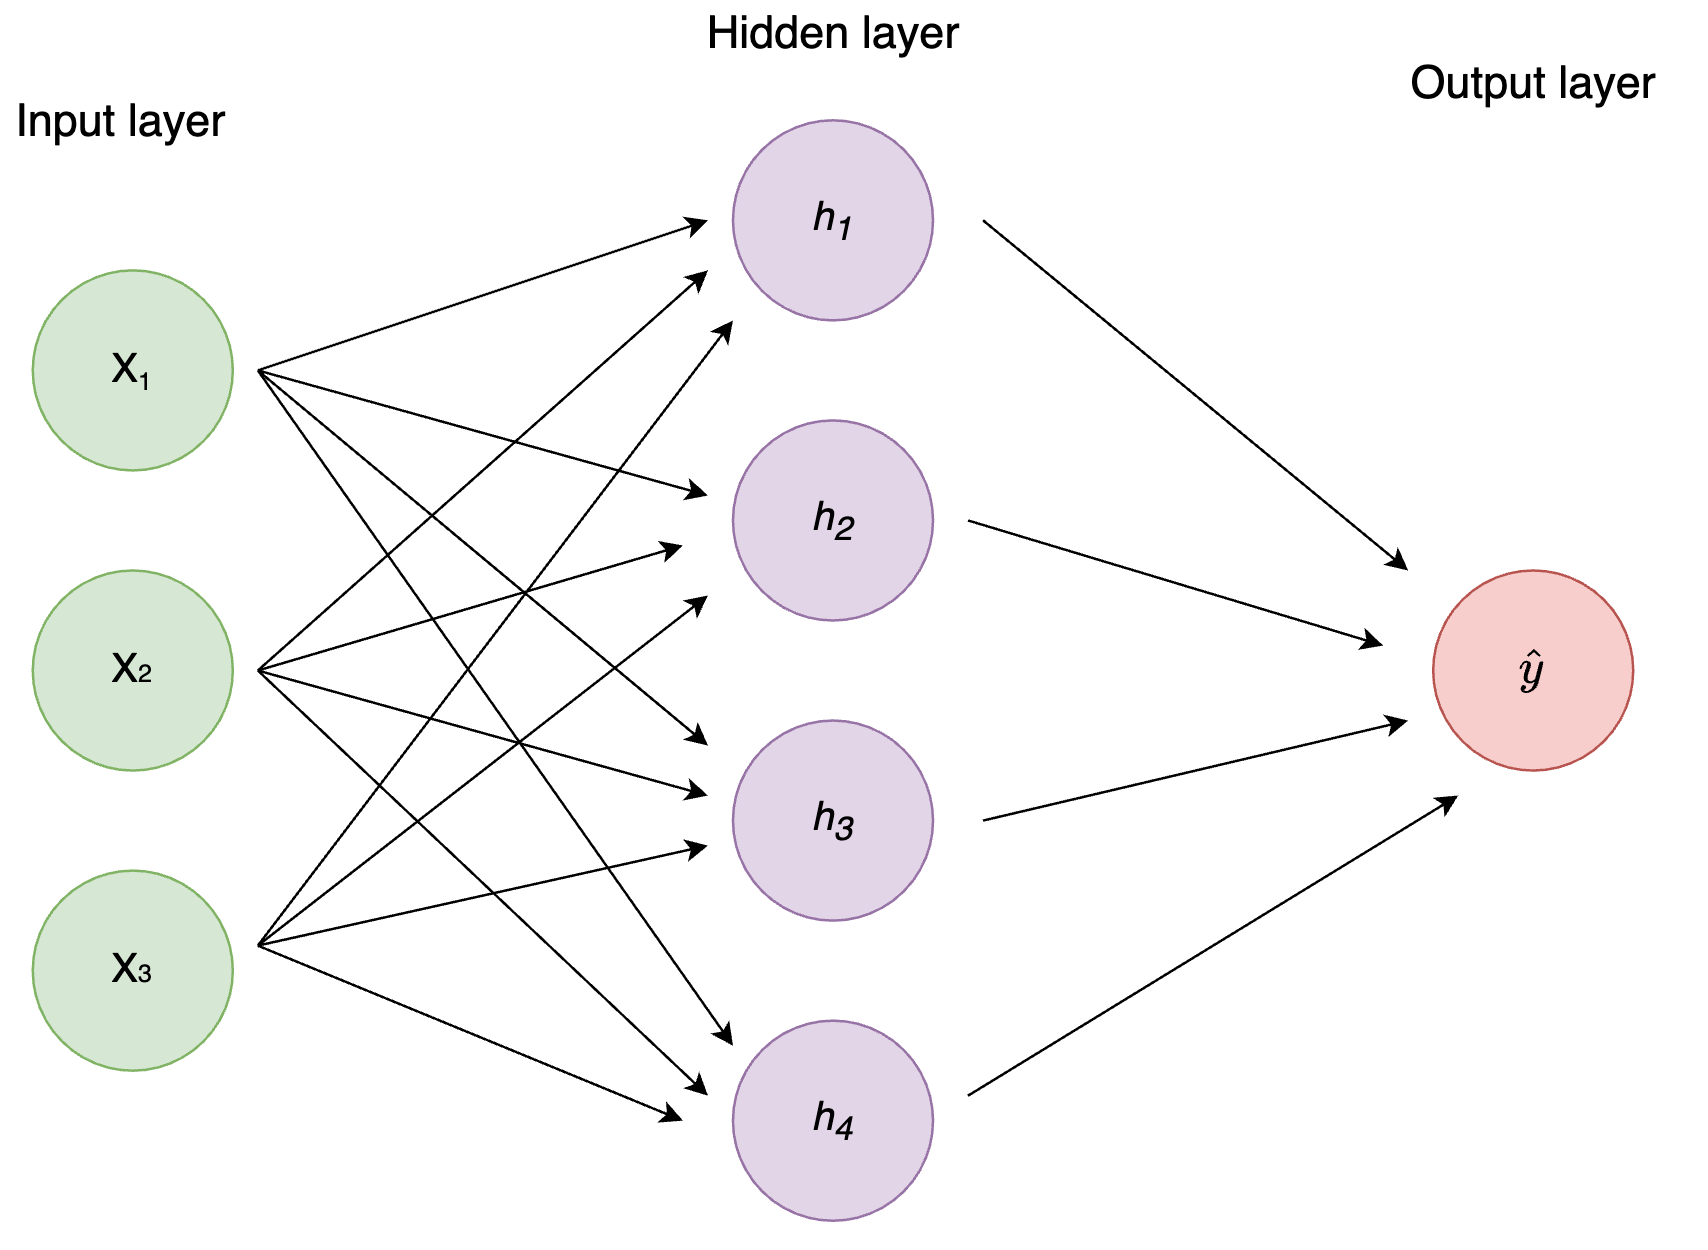 Hidden layer
Output layer
Input layer
h₁
X₁
h₂
X₂
ŷ
h₃
X₃
h₄